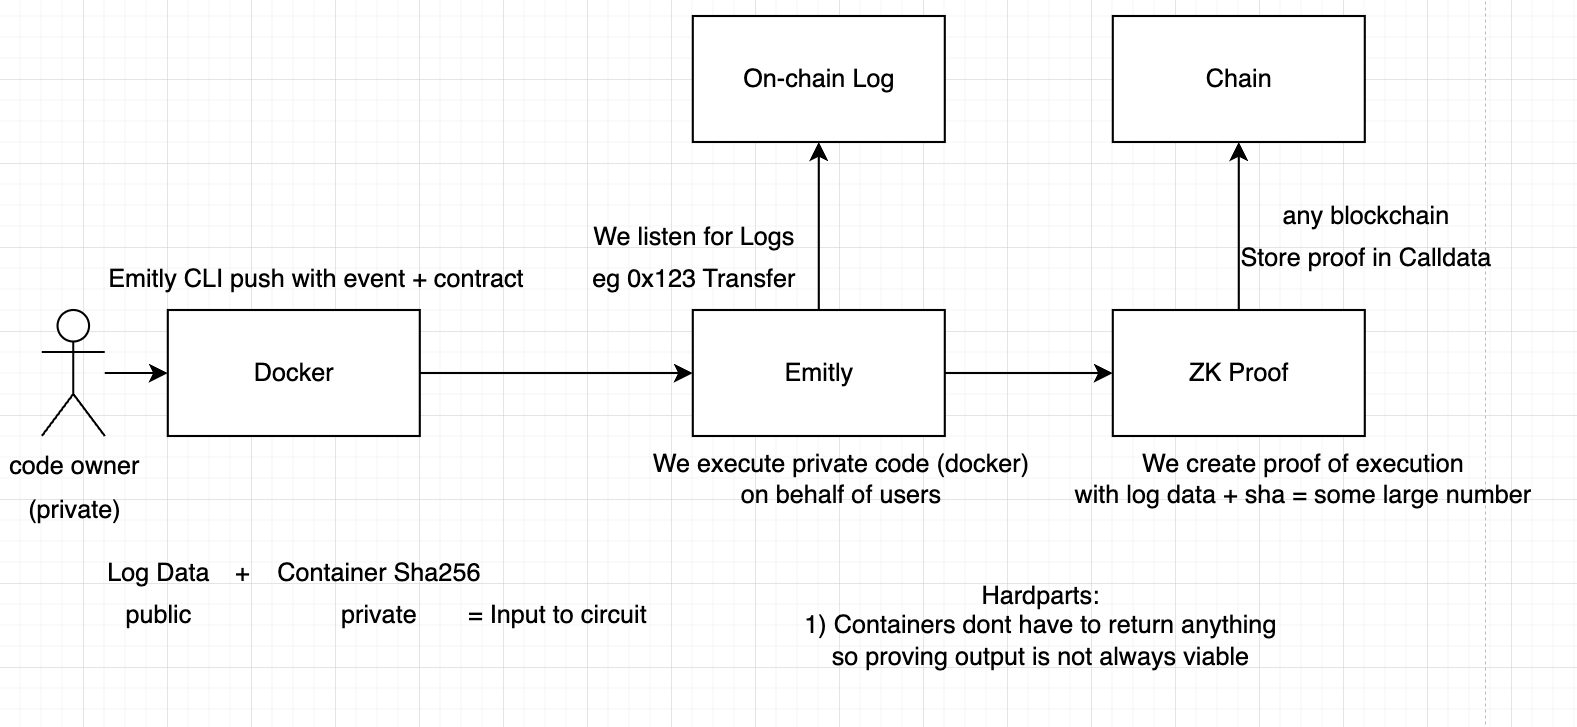 On-chain Log
Chain
any blockchain
We listen for Logs
Store proof in Calldata
Emitly CLI push with event + contract
eg 0x123 Transfer
Docker
Emitly
ZK Proof
code owner
(private)
We execute private code (docker)
on behalf of users
We create proof of execution
with log data + sha = some large number
Log Data + Container Sha256
public private = Input to circuit
Hardparts:
1) Containers dont have to return anything
so proving output is not always viable